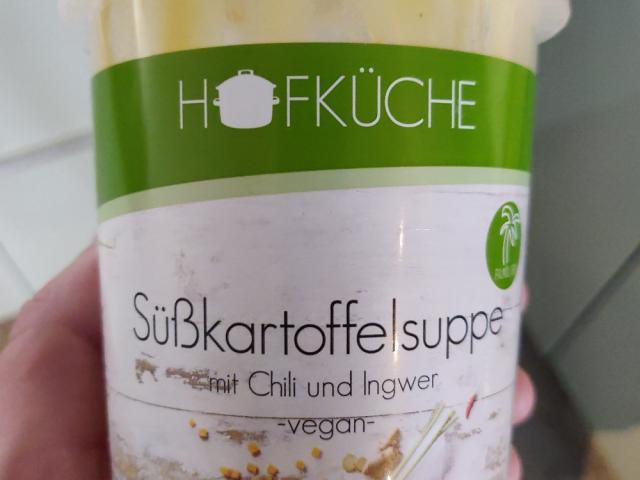 HOFKÜCHE
Süßkartoffelsuppe
mit Chili und Ingwer
-vegan-